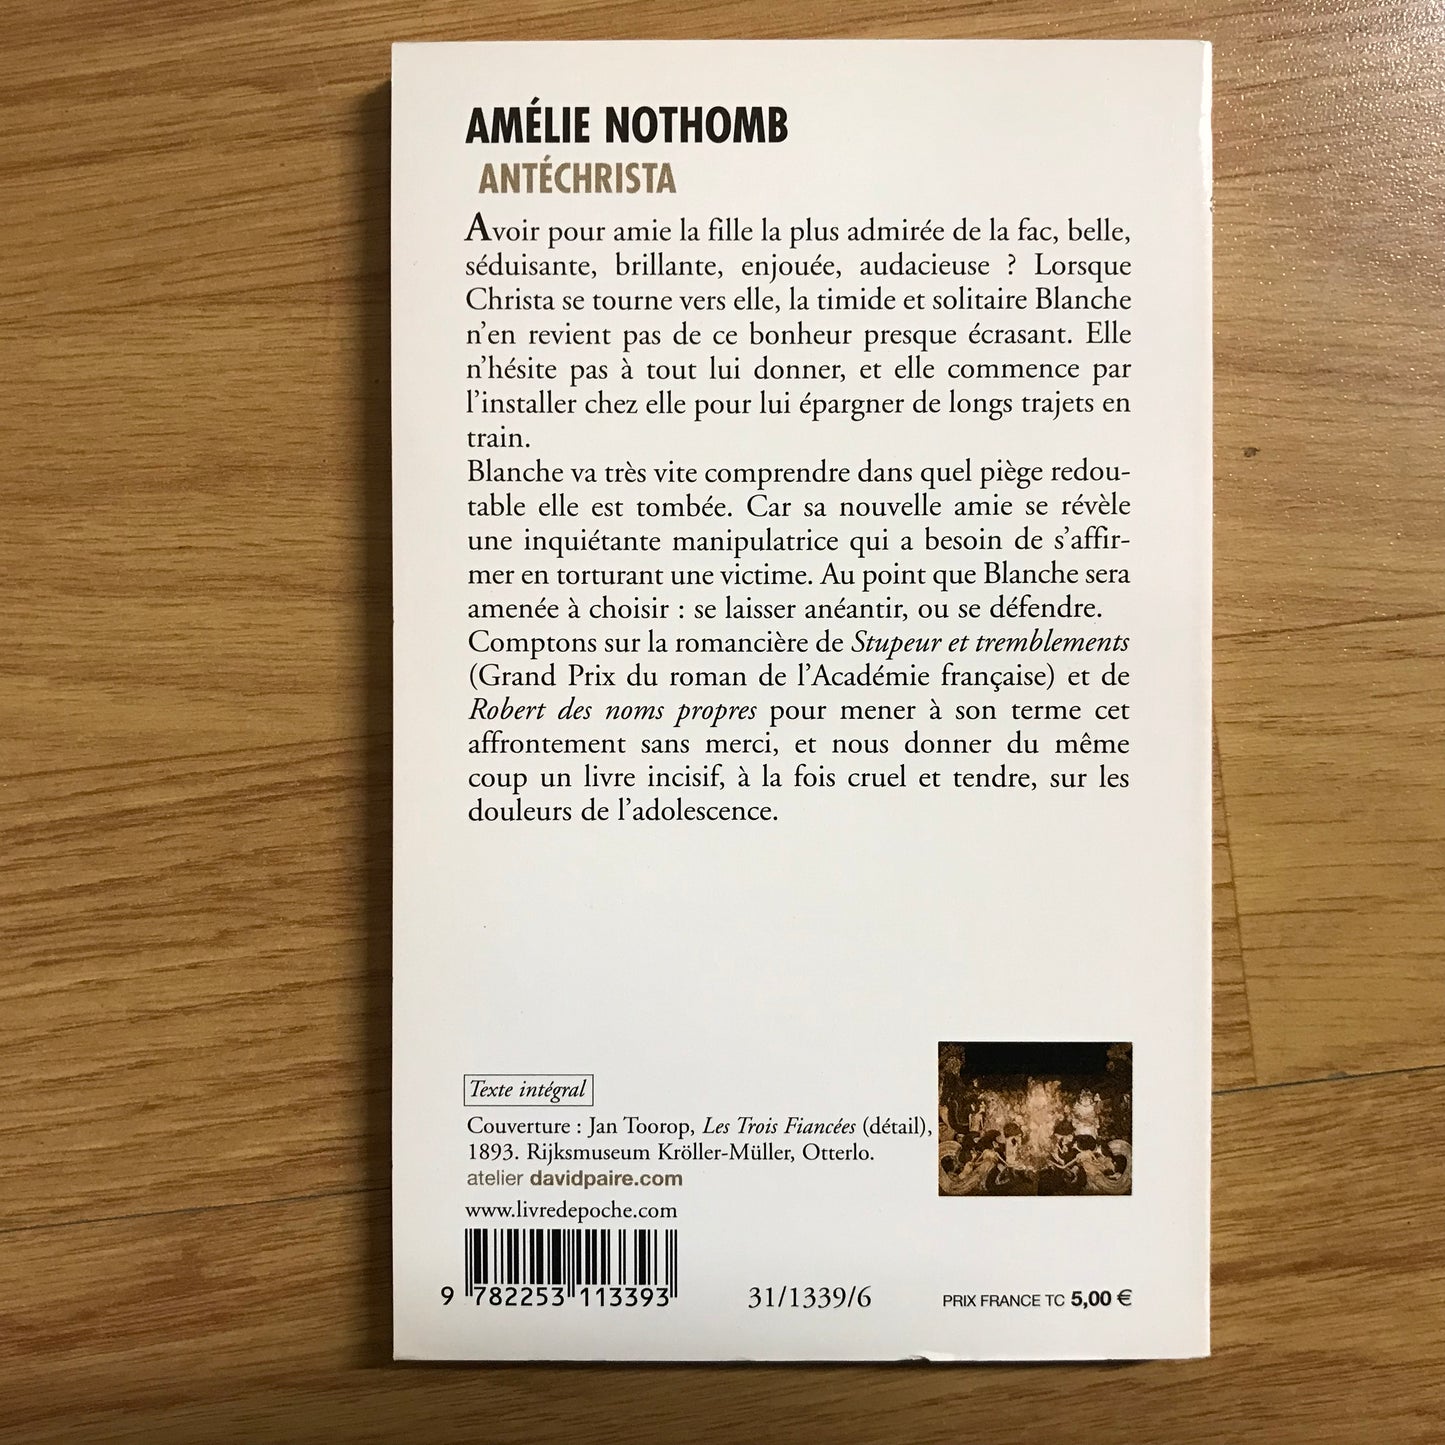 AMÉLIE NOTHOMB
ANTÉCHRISTA
Avoir pour amie la fille la plus admirée de la fac, belle,
séduisante, brillante, enjouée, audacieuse ? Lorsque
Christa se tourne vers elle, la timide et solitaire Blanche
n'en revient pas de ce bonheur presque écrasant. Elle
n'hésite pas à tout lui donner, et elle commence par
l'installer chez elle pour lui épargner de longs trajets en
train.
Blanche va très vite comprendre dans quel piège redou-
table elle est tombée. Car sa nouvelle amie se révèle
une inquiétante manipulatrice qui a besoin de s'affir-
mer en torturant une victime. Au point que Blanche sera
amenée à choisir : se laisser anéantir, ou se défendre.
Comptons sur la romancière de Stupeur et tremblements
(Grand Prix du roman de l'Académie française) et de
Robert des noms propres pour mener à son terme cet
affrontement sans merci, et nous donner du même
coup un livre incisif, à la fois cruel et tendre, sur les
douleurs de l'adolescence.
Texte intégral
Couverture : Jan Toorop, Les Trois Fiancées (détail),
1893. Rijksmuseum Kröller-Müller, Otterlo.
atelier davidpaire.com
www.livredepoche.com
9 782253 113393
31/1339/6
PRIX FRANCE TC 5,00 €